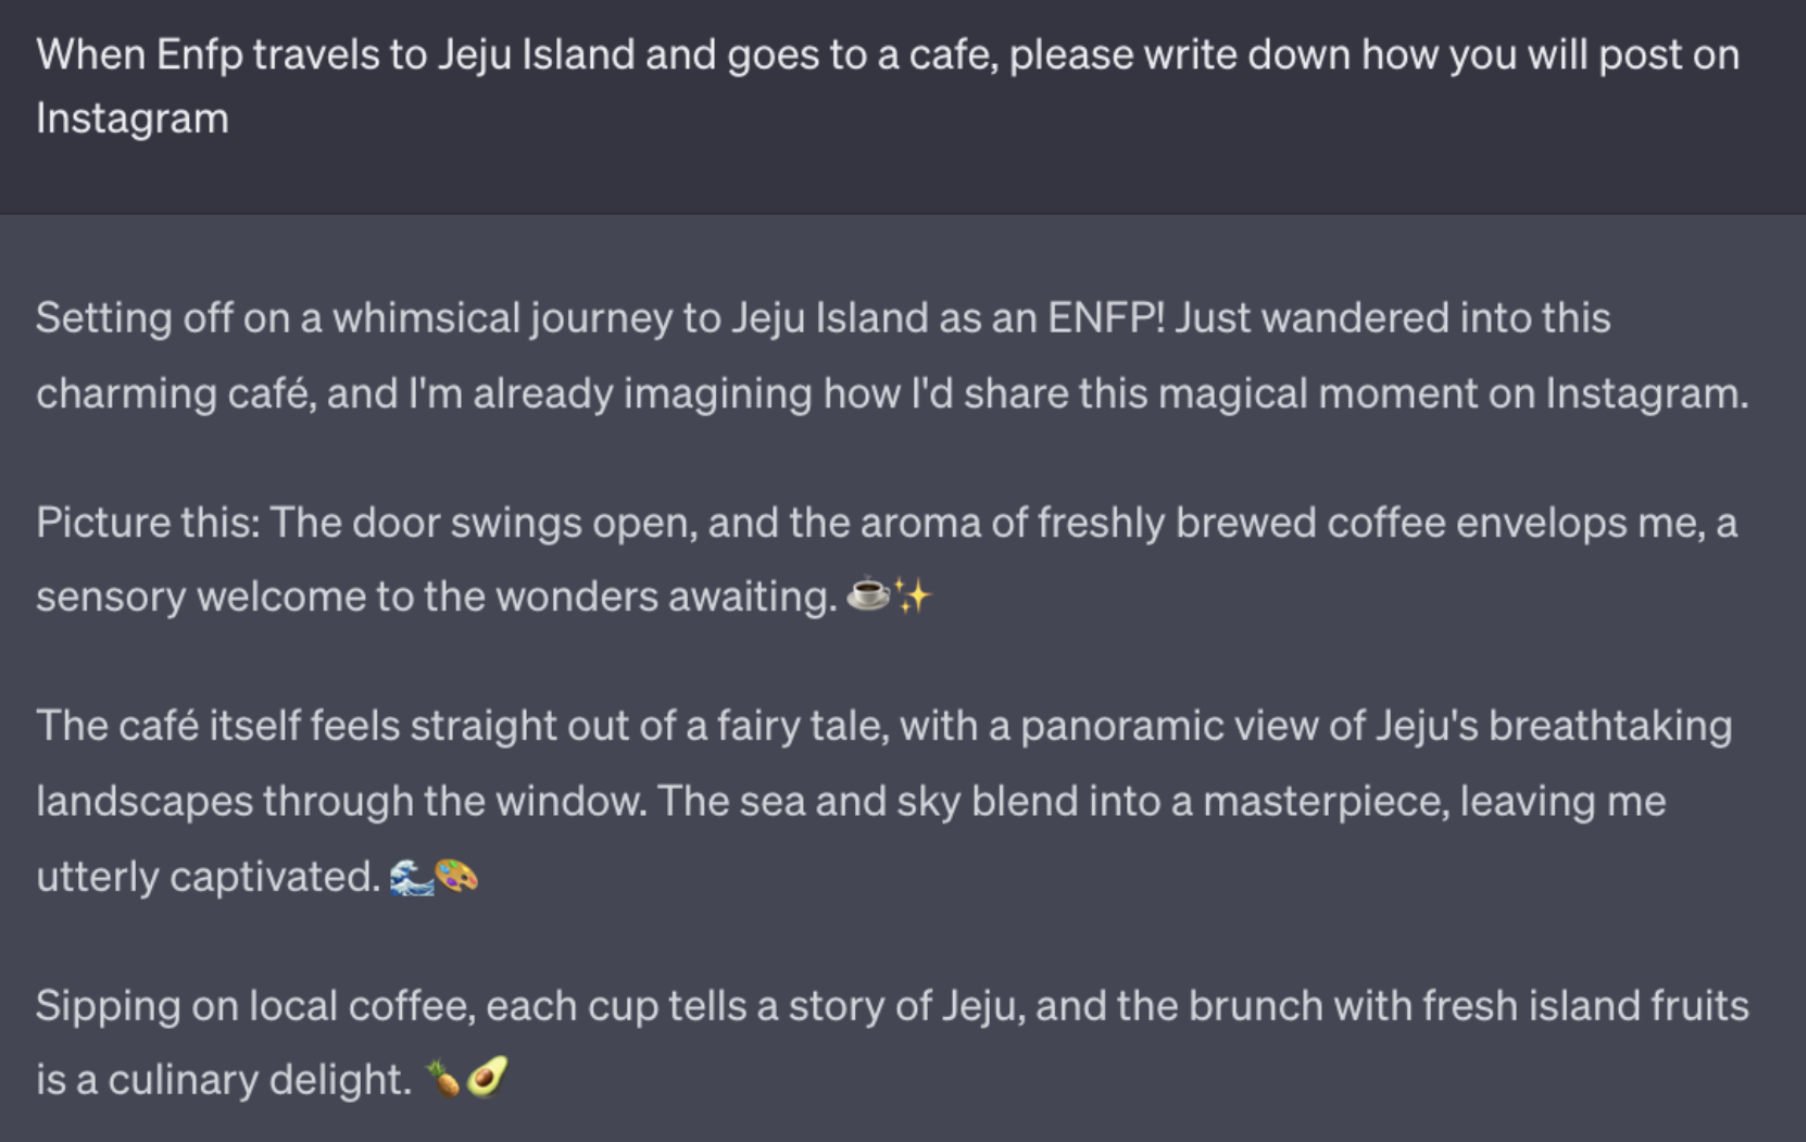 When Enfp travels to Jeju Island and goes to a cafe, please write down how you will post on
Instagram
Setting off on a whimsical journey to Jeju Island as an ENFP! Just wandered into this
charming café, and I'm already imagining how I'd share this magical moment on Instagram.
Picture this: The door swings open, and the aroma of freshly brewed coffee envelops me, a
sensory welcome to the wonders awaiting. ☕✨
The café itself feels straight out of a fairy tale, with a panoramic view of Jeju's breathtaking
landscapes through the window. The sea and sky blend into a masterpiece, leaving me
utterly captivated. 🌊🎨
Sipping on local coffee, each cup tells a story of Jeju, and the brunch with fresh island fruits
is a culinary delight. 🍍🥑